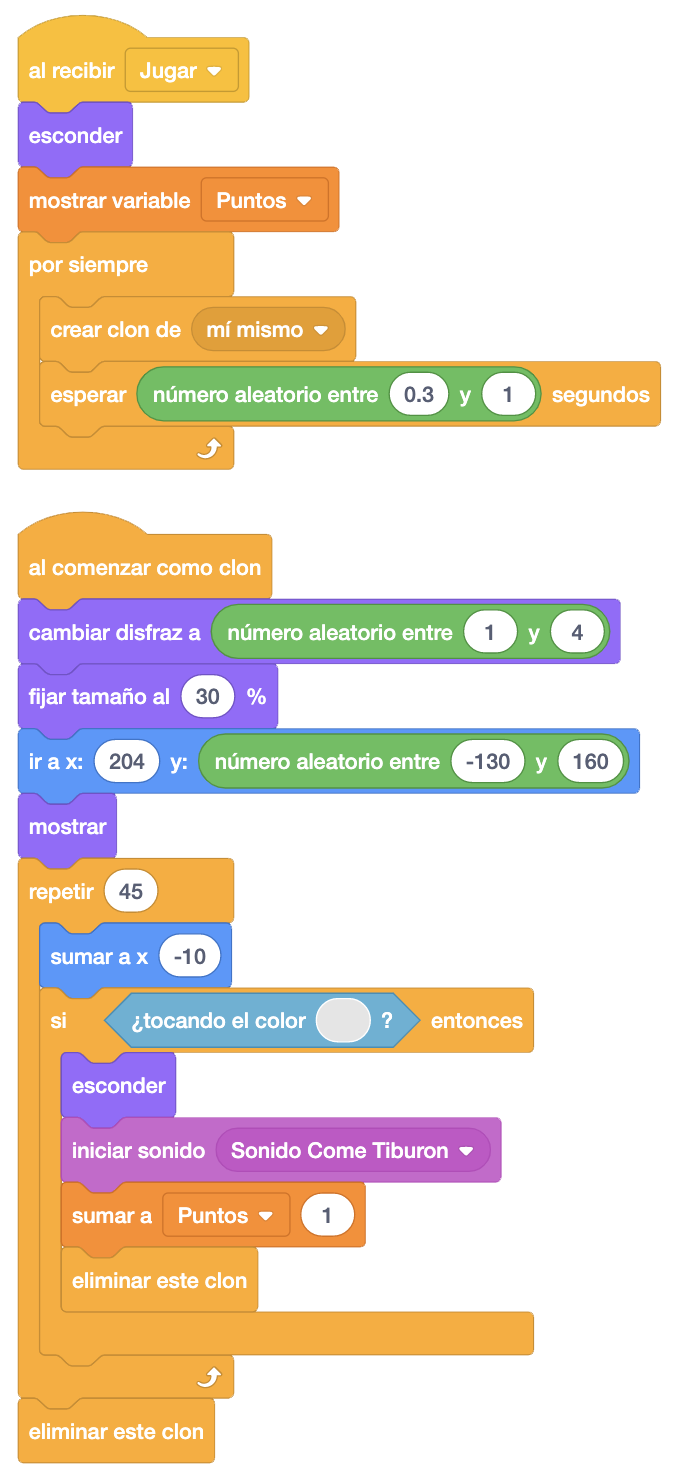 al recibir Jugar
esconder
mostrar variable Puntos
por siempre
crear clon de mí mismo
esperar número aleatorio entre 0.3 y 1 segundos
al comenzar como clon
cambiar disfraz a número aleatorio entre 1 y 4
fijar tamaño al 30 %
ir a x: 204 y: número aleatorio entre -130 y 160
mostrar
repetir 45
sumar a x -10
si ¿tocando el color ? entonces
esconder
iniciar sonido Sonido Come Tiburon
sumar a Puntos 1
eliminar este clon
eliminar este clon